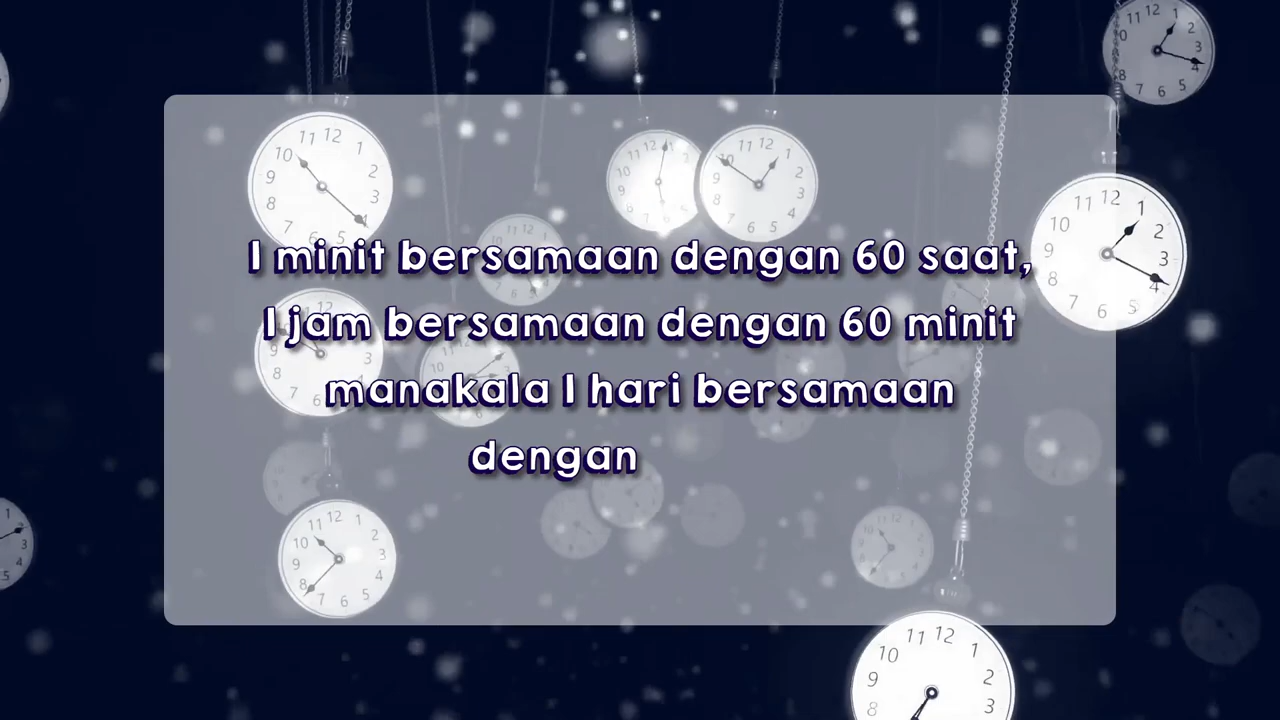 1 minit bersamaan dengan 60 saat,
1 jam bersamaan dengan 60 minit
manakala 1 hari bersamaan
dengan